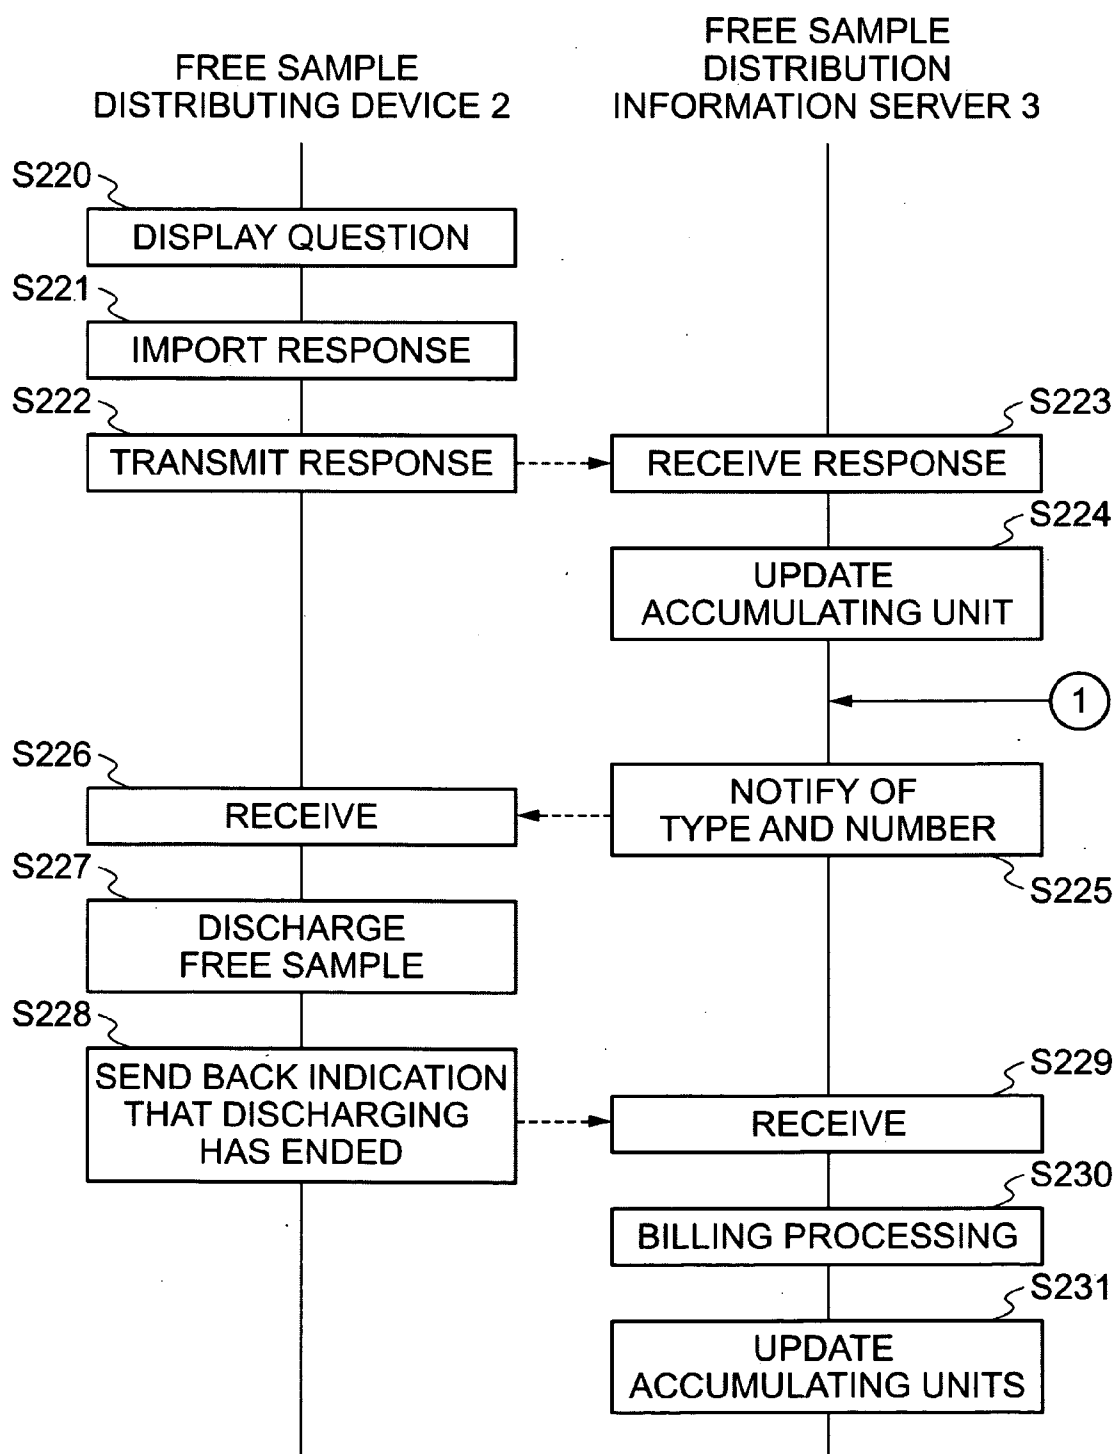 FREE SAMPLE
DISTRIBUTING DEVICE 2
FREE SAMPLE
DISTRIBUTION
INFORMATION SERVER 3
S220
DISPLAY QUESTION
S221
IMPORT RESPONSE
S222
TRANSMIT RESPONSE
S223
RECEIVE RESPONSE
S224
UPDATE
ACCUMULATING UNIT
1
S226
RECEIVE
NOTIFY OF
TYPE AND NUMBER
S225
S227
DISCHARGE
FREE SAMPLE
S228
SEND BACK INDICATION
THAT DISCHARGING
HAS ENDED
S229
RECEIVE
S230
BILLING PROCESSING
S231
UPDATE
ACCUMULATING UNITS